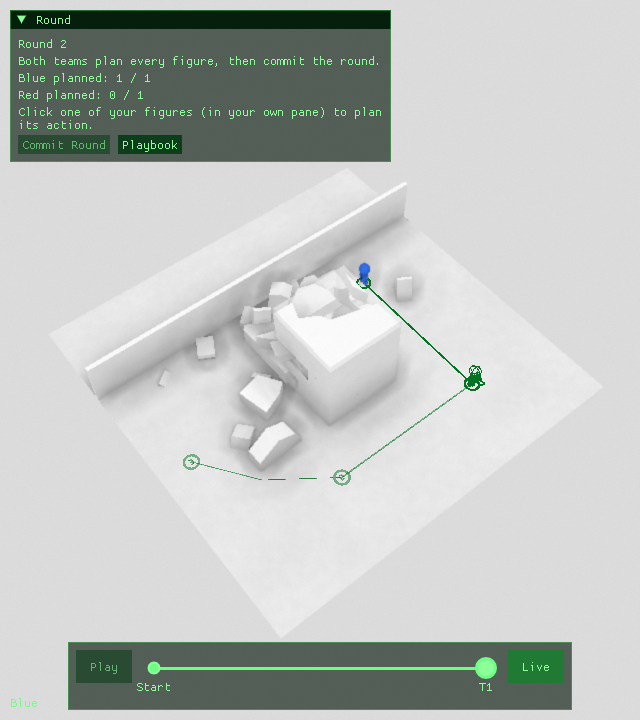 Round
Round 2
Both teams plan every figure, then commit the round.
Blue planned: 1 / 1
Red planned: 0 / 1
Click one of your figures (in your own pane) to plan
its action.
Commit Round Playbook
Play Live
Start T1
Blue